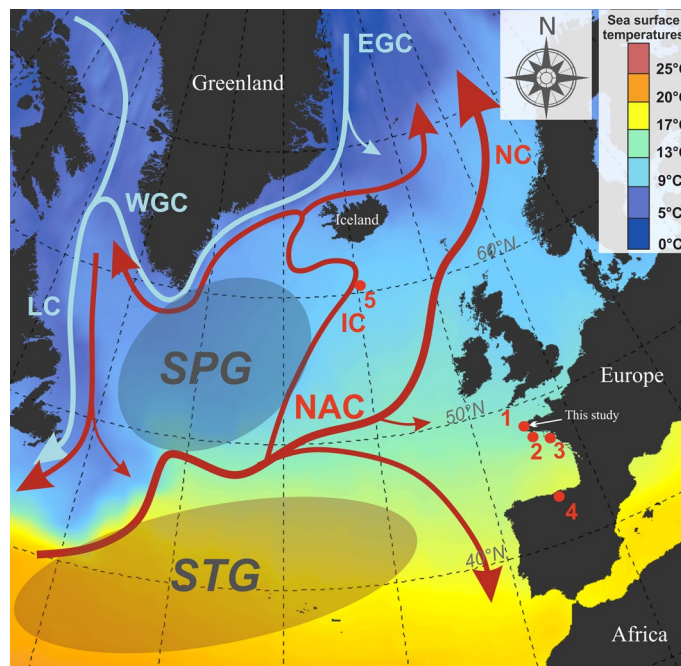 Sea surface
temperatures
N
25°C
20°C
17°C
13°C
9°C
5°C
0°C
EGC
Greenland
NC
WGC
Iceland
60°N
LC
5
IC
SPG
Europe
NAC
50°N
1
This study
2
3
4
40°N
STG
Africa